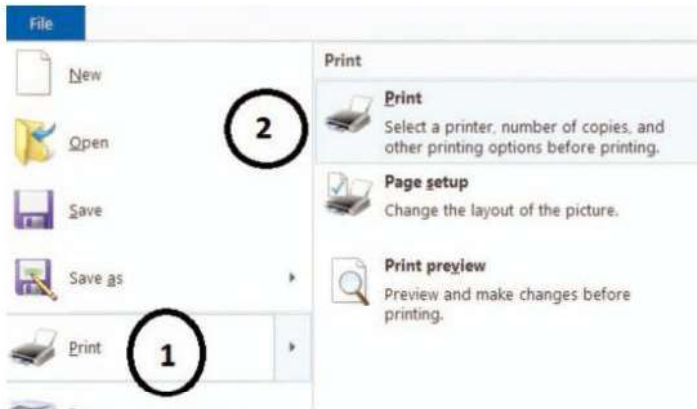 File
New
Open
Save
Save as
Print
1
Print
2
Print
Select a printer, number of copies, and
other printing options before printing.
Page setup
Change the layout of the picture.
Print preview
Preview and make changes before
printing.